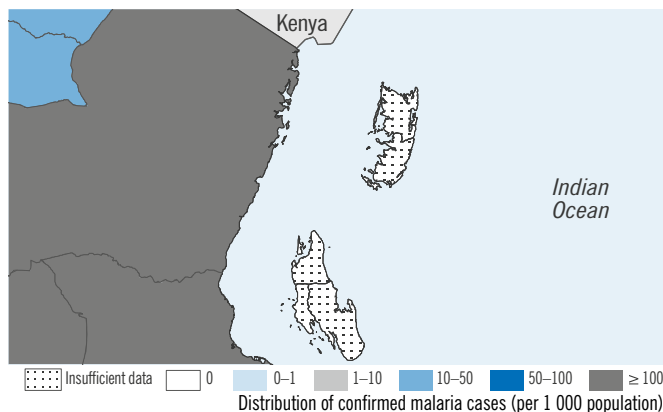 Kenya
Indian
Ocean
Insufficient data 0 0–1 1–10 10–50 50–100 ≥ 100
Distribution of confirmed malaria cases (per 1 000 population)